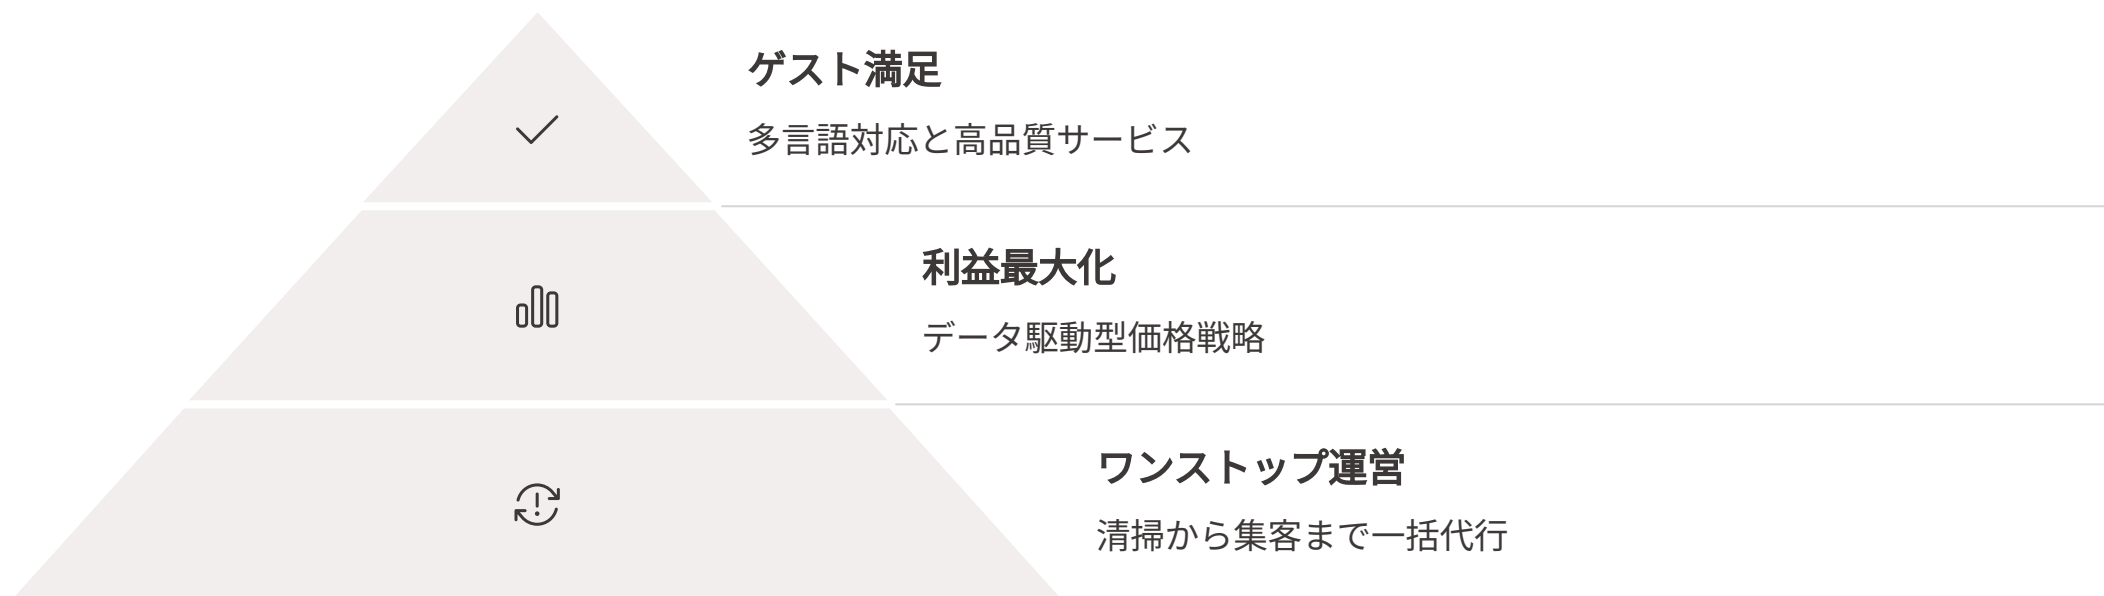 ゲスト満足
多言語対応と高品質サービス
利益最大化
データ駆動型価格戦略
ワンストップ運営
清掃から集客まで一括代行